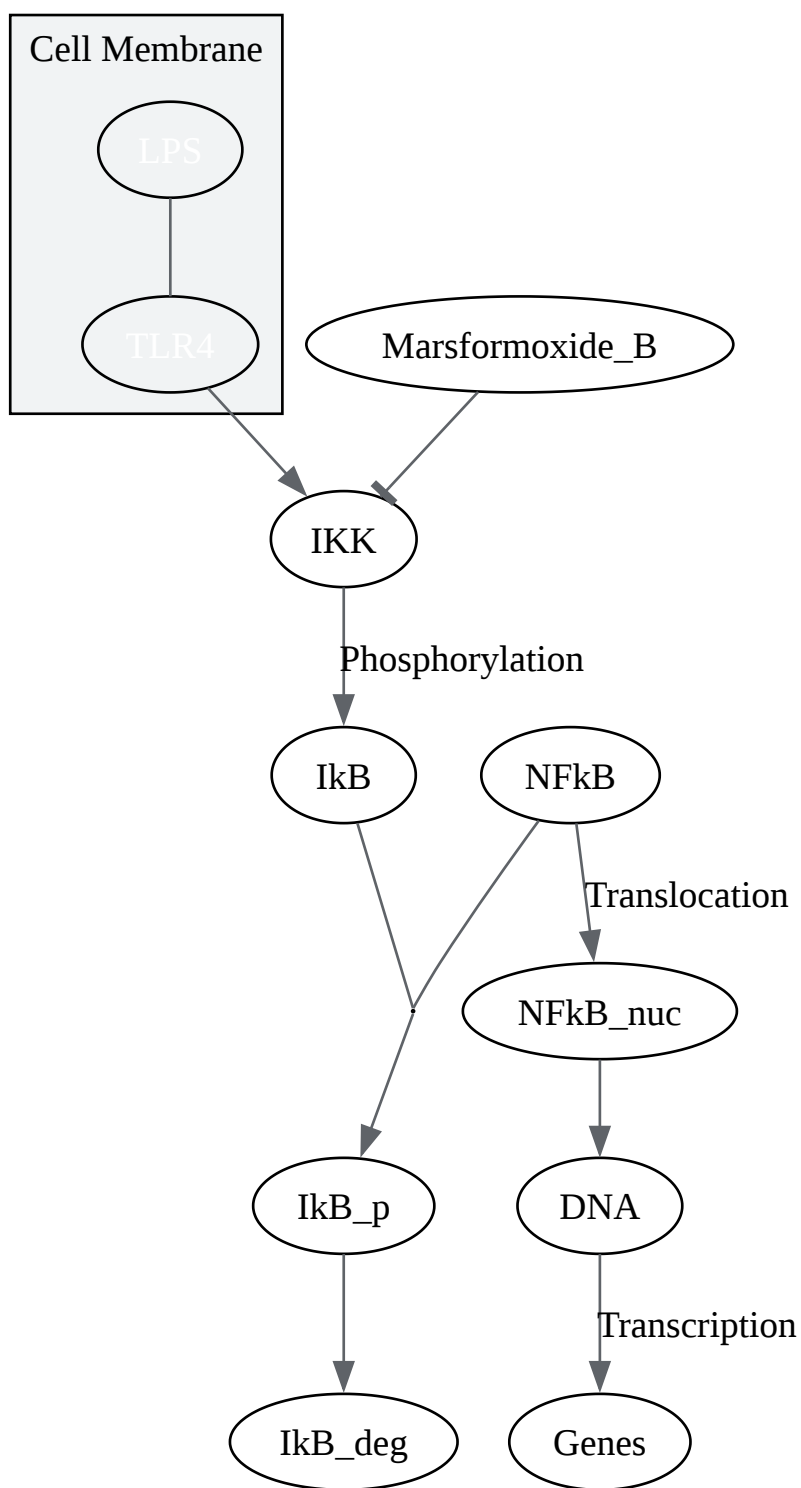 Cell Membrane
LPS
TLR4
Marsformoxide_B
IKK
Phosphorylation
IkB
NFkB
Translocation
NFkB_nuc
IkB_p
DNA
Transcription
IkB_deg
Genes